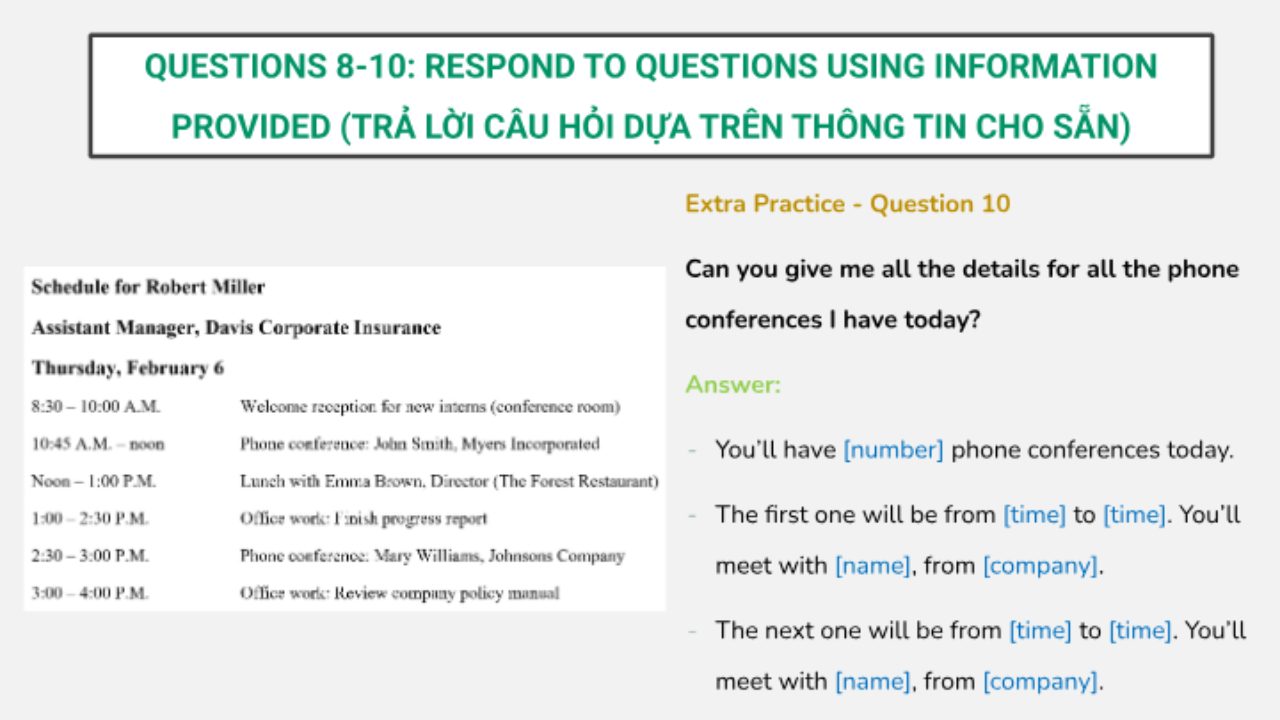 QUESTIONS 8-10: RESPOND TO QUESTIONS USING INFORMATION
PROVIDED (TRẢ LỜI CÂU HỎI DỰA TRÊN THÔNG TIN CHO SẴN)
Schedule for Robert Miller
Assistant Manager, Davis Corporate Insurance
Thursday, February 6
8:30 – 10:00 A.M. Welcome reception for new interns (conference room)
10:45 A.M. – noon Phone conference: John Smith, Myers Incorporated
Noon – 1:00 P.M. Lunch with Emma Brown, Director (The Forest Restaurant)
1:00 – 2:30 P.M. Office work: Finish progress report
2:30 – 3:00 P.M. Phone conference: Mary Williams, Johnsons Company
3:00 – 4:00 P.M. Office work: Review company policy manual
Extra Practice - Question 10
Can you give me all the details for all the phone
conferences I have today?
Answer:
- You’ll have [number] phone conferences today.
- The first one will be from [time] to [time]. You’ll
meet with [name], from [company].
- The next one will be from [time] to [time]. You’ll
meet with [name], from [company].